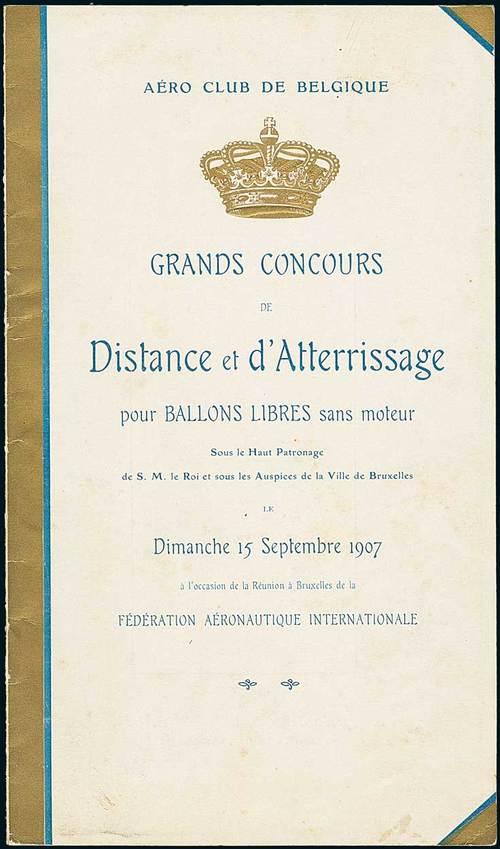 AÉRO CLUB DE BELGIQUE
GRANDS CONCOURS
DE
Distance et d'Atterrissage
pour BALLONS LIBRES sans moteur
Sous le Haut Patronage
de S. M. le Roi et sous les Auspices de la Ville de Bruxelles
LE
Dimanche 15 Septembre 1907
à l'occasion de la Réunion à Bruxelles de la
FÉDÉRATION AÉRONAUTIQUE INTERNATIONALE